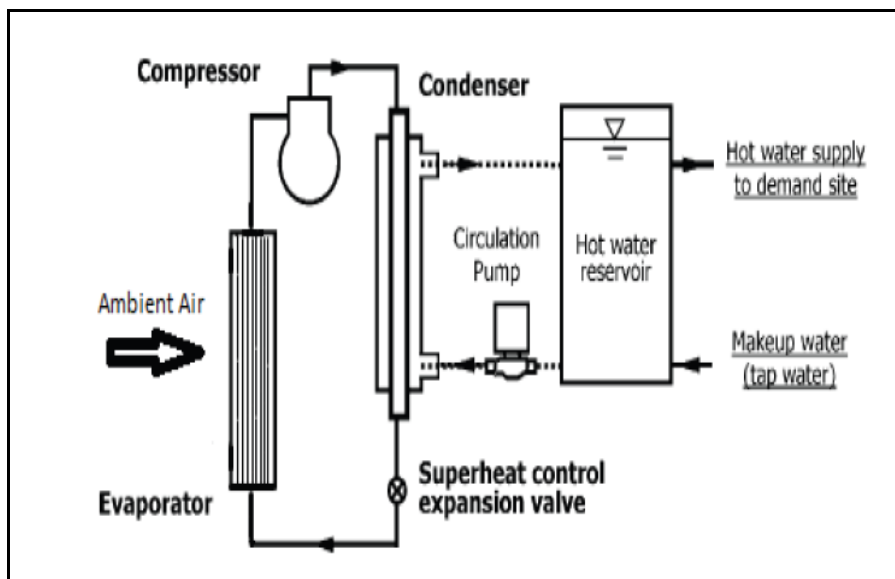 Compressor
Condenser
Hot water supply
to demand site
Circulation
Pump
Hot water
reservoir
Ambient Air
Makeup water
(tap water)
Superheat control
expansion valve
Evaporator